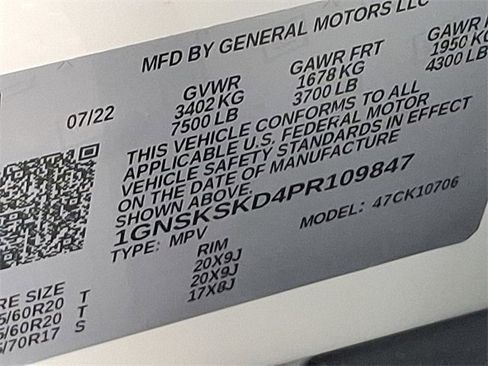 MFD BY GENERAL MOTORS LLC
07/22
GVWR
3402 KG
7500 LB
GAWR FRT
1678 KG
3700 LB
GAWR
1950 KG
4300 LB
THIS VEHICLE CONFORMS TO ALL
APPLICABLE U.S. FEDERAL MOTOR
VEHICLE SAFETY STANDARDS IN EFFECT
ON THE DATE OF MANUFACTURE
SHOWN ABOVE.
1GNSKSKD4PR109847
TYPE: MPV
MODEL: 47CK10706
RE SIZE
5/60R20 T
5/60R20 T
5/70R17 S
RIM
20X9J
20X9J
17X8J